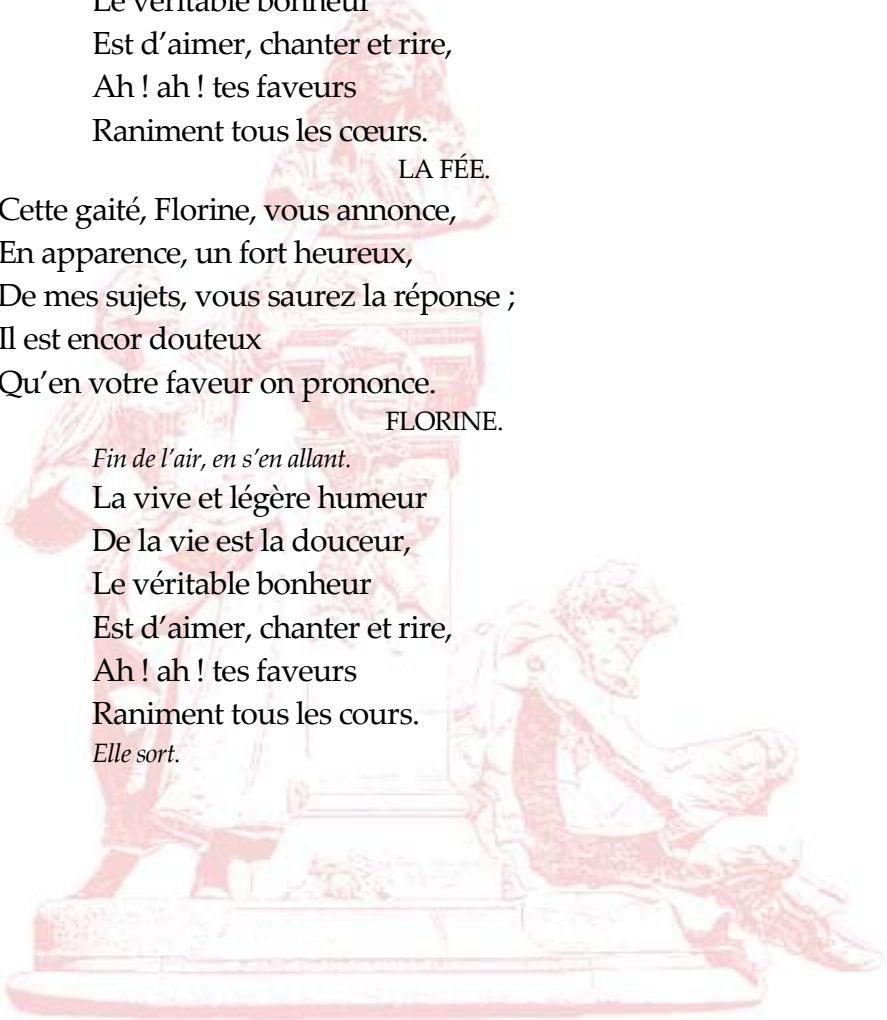 Le véritable bonheur
Est d’aimer, chanter et rire,
Ah ! ah ! tes faveurs
Raniment tous les cœurs.
LA FÉE.
Cette gaité, Florine, vous annonce,
En apparence, un fort heureux,
De mes sujets, vous saurez la réponse ;
Il est encor douteux
Qu’en votre faveur on prononce.
FLORINE.
Fin de l’air, en s’en allant.
La vive et légère humeur
De la vie est la douceur,
Le véritable bonheur
Est d’aimer, chanter et rire,
Ah ! ah ! tes faveurs
Raniment tous les cours.
Elle sort.